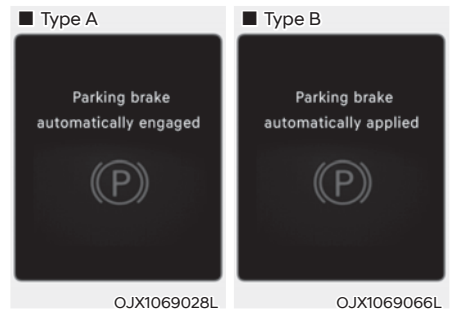 ■ Type A
Parking brake
automatically engaged
P
OJX1069028L
■ Type B
Parking brake
automatically applied
P
OJX1069066L